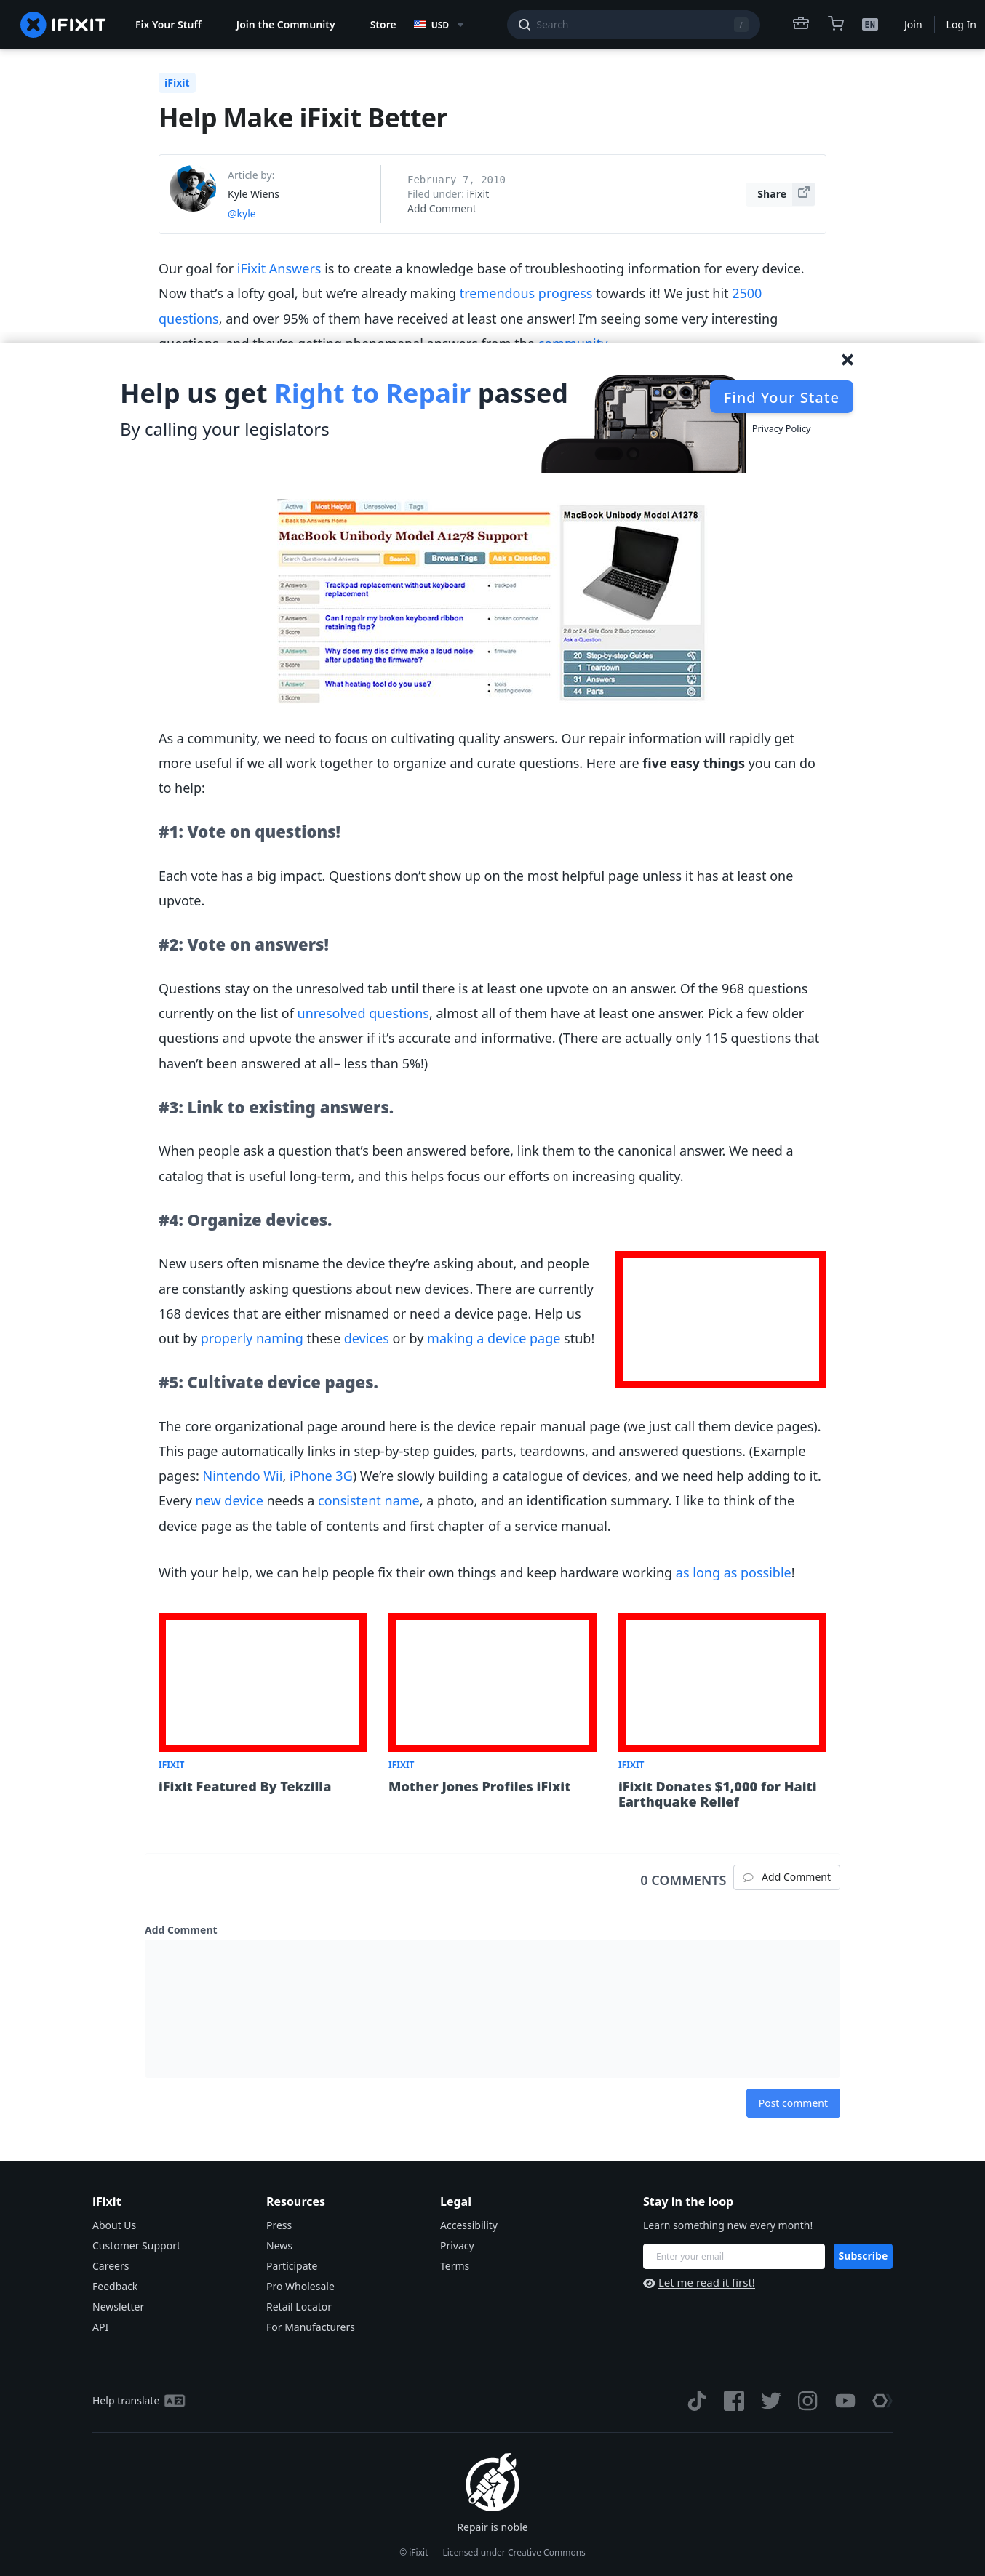 IFIXIT
Fix Your Stuff
Join the Community
Store
USD
Search
/
EN
Join
Log In
iFixit
Help Make iFixit Better
Article by:
Kyle Wiens
@kyle
February 7, 2010
Filed under: iFixit
Add Comment
Share
Our goal for iFixit Answers is to create a knowledge base of troubleshooting information for every device.
Now that’s a lofty goal, but we’re already making tremendous progress towards it! We just hit 2500
questions, and over 95% of them have received at least one answer! I’m seeing some very interesting
questions, and they’re getting phenomenal answers from the community.
Help us get Right to Repair passed
By calling your legislators
Find Your State
Privacy Policy
Active
Most Helpful
Unresolved
Tags
« Back to Answers Home
MacBook Unibody Model A1278 Support
Search Questions and Answers
Search
Browse Tags
Ask a Question
2 Answers
3 Score
Trackpad replacement without keyboard
replacement
trackpad
7 Answers
2 Score
Can I repair my broken keyboard ribbon
retaining flap?
broken connector
3 Answers
2 Score
Why does my disc drive make a loud noise
after updating the firmware?
firmware
1 Answer
1 Score
What heating tool do you use?
tools
heating device
MacBook Unibody Model A1278
2.0 or 2.4 GHz Core 2 Duo processor
Ask a Question
20 Step-by-step Guides
1 Teardown
31 Answers
44 Parts
As a community, we need to focus on cultivating quality answers. Our repair information will rapidly get
more useful if we all work together to organize and curate questions. Here are five easy things you can do
to help:
#1: Vote on questions!
Each vote has a big impact. Questions don’t show up on the most helpful page unless it has at least one
upvote.
#2: Vote on answers!
Questions stay on the unresolved tab until there is at least one upvote on an answer. Of the 968 questions
currently on the list of unresolved questions, almost all of them have at least one answer. Pick a few older
questions and upvote the answer if it’s accurate and informative. (There are actually only 115 questions that
haven’t been answered at all– less than 5%!)
#3: Link to existing answers.
When people ask a question that’s been answered before, link them to the canonical answer. We need a
catalog that is useful long-term, and this helps focus our efforts on increasing quality.
#4: Organize devices.
New users often misname the device they’re asking about, and people
are constantly asking questions about new devices. There are currently
168 devices that are either misnamed or need a device page. Help us
out by properly naming these devices or by making a device page stub!
#5: Cultivate device pages.
The core organizational page around here is the device repair manual page (we just call them device pages).
This page automatically links in step-by-step guides, parts, teardowns, and answered questions. (Example
pages: Nintendo Wii, iPhone 3G) We’re slowly building a catalogue of devices, and we need help adding to it.
Every new device needs a consistent name, a photo, and an identification summary. I like to think of the
device page as the table of contents and first chapter of a service manual.
With your help, we can help people fix their own things and keep hardware working as long as possible!
IFIXIT
iFixit Featured By Tekzilla
IFIXIT
Mother Jones Profiles iFixit
IFIXIT
iFixit Donates $1,000 for Haiti
Earthquake Relief
0 COMMENTS
Add Comment
Add Comment
Post comment
iFixit
About Us
Customer Support
Careers
Feedback
Newsletter
API
Resources
Press
News
Participate
Pro Wholesale
Retail Locator
For Manufacturers
Legal
Accessibility
Privacy
Terms
Stay in the loop
Learn something new every month!
Enter your email
Subscribe
Let me read it first!
Help translate
Repair is noble
© iFixit — Licensed under Creative Commons